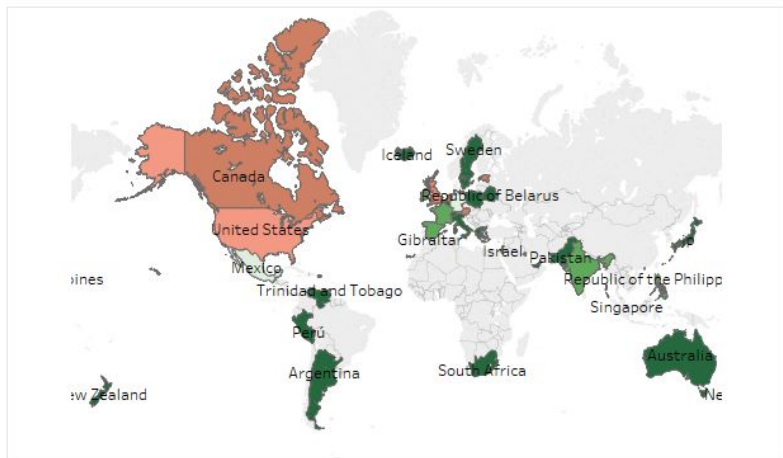 Iceland
Sweden
Canada
Republic of Belarus
United States
Gibraltar
Israel
Pakistan
jp
Mexico
pines
Republic of the Philipp
Trinidad and Tobago
Singapore
Perú
Australia
Argentina
South Africa
ew Zealand
Ne